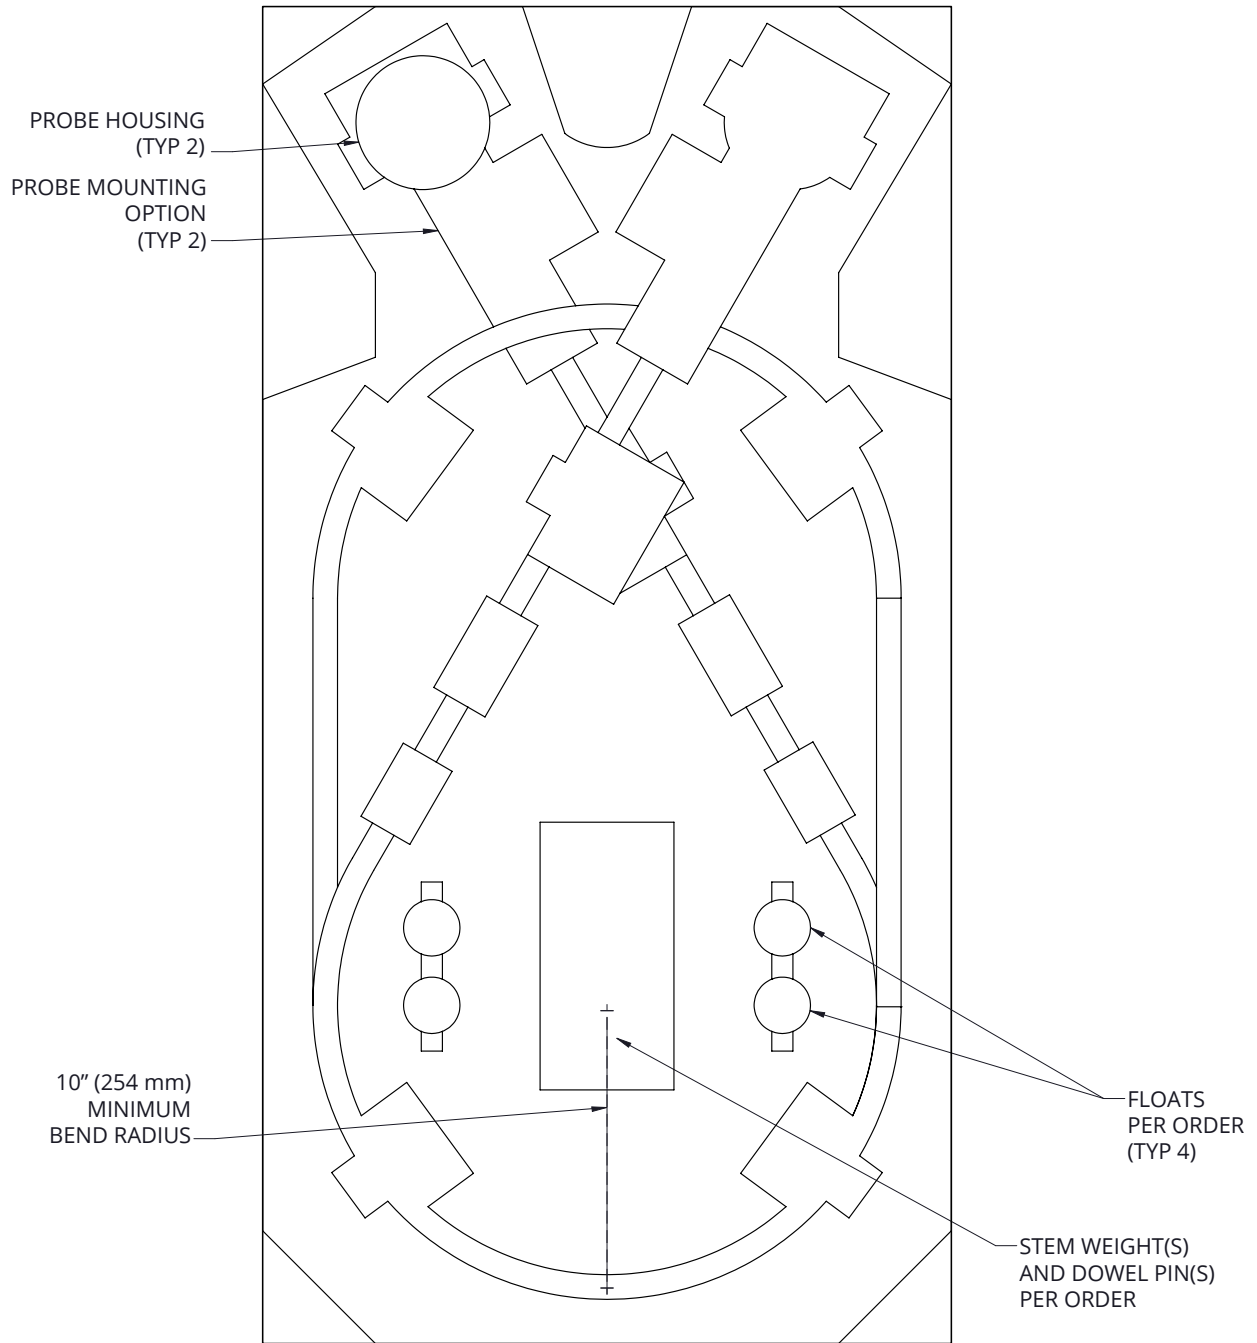 PROBE HOUSING
(TYP 2)
PROBE MOUNTING
OPTION
(TYP 2)
10” (254 mm)
MINIMUM
BEND RADIUS
FLOATS
PER ORDER
(TYP 4)
STEM WEIGHT(S)
AND DOWEL PIN(S)
PER ORDER